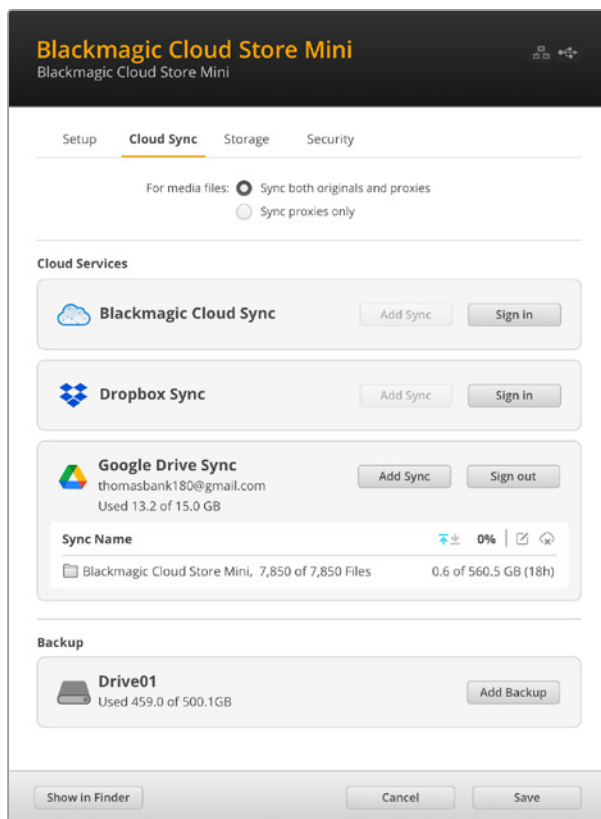 Blackmagic Cloud Store Mini
Blackmagic Cloud Store Mini
Setup Cloud Sync Storage Security
For media files: Sync both originals and proxies
Sync proxies only
Cloud Services
Blackmagic Cloud Sync Add Sync Sign in
Dropbox Sync Add Sync Sign in
Google Drive Sync
thomasbank180@gmail.com
Used 13.2 of 15.0 GB
Add Sync Sign out
Sync Name 0%
Blackmagic Cloud Store Mini, 7,850 of 7,850 Files 0.6 of 560.5 GB (18h)
Backup
Drive01
Used 459.0 of 500.1GB
Add Backup
Show in Finder Cancel Save